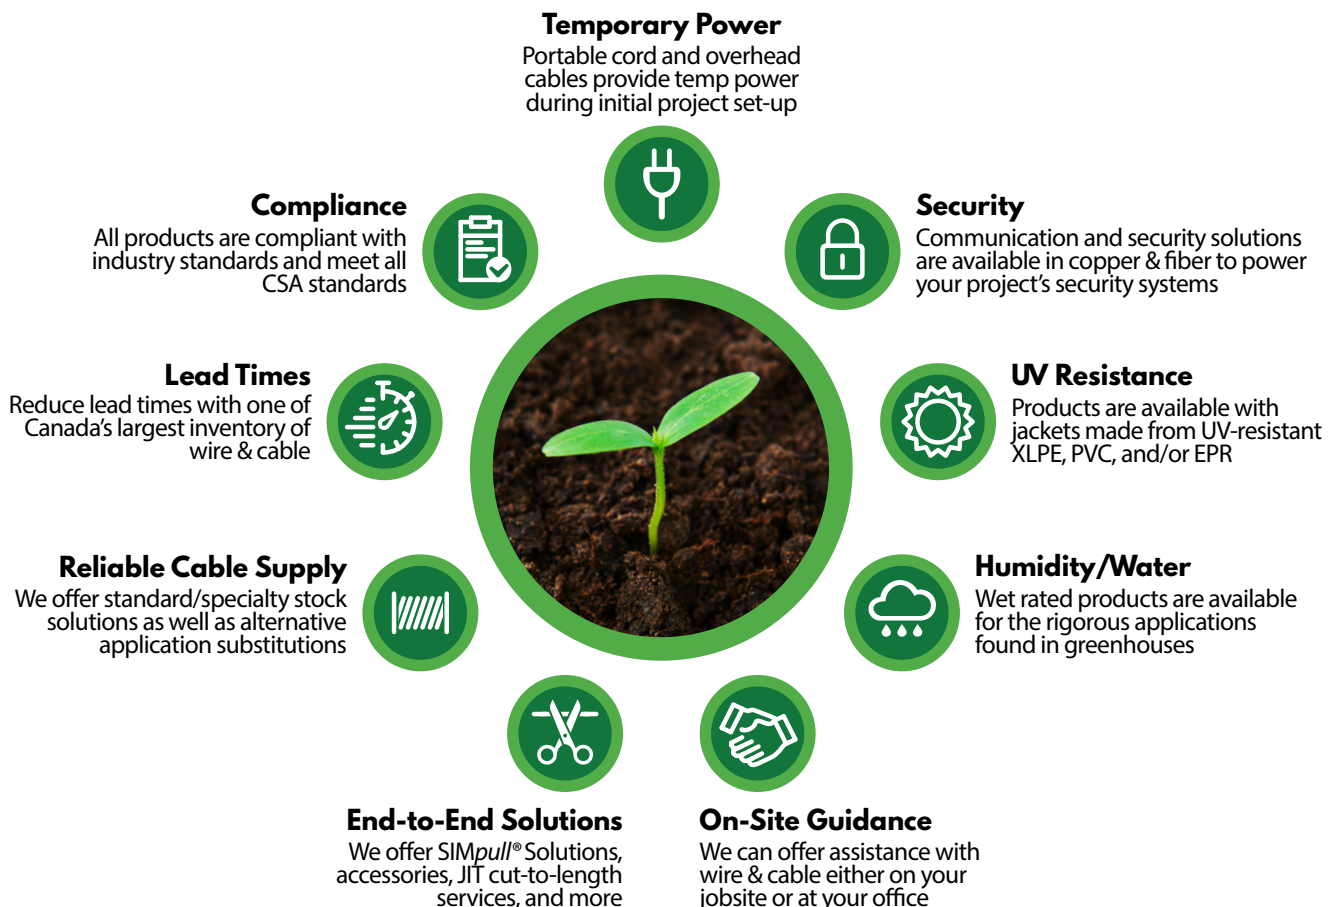 Temporary Power
Portable cord and overhead
cables provide temp power
during initial project set-up
Compliance
All products are compliant with
industry standards and meet all
CSA standards
Security
Communication and security solutions
are available in copper & fiber to power
your project's security systems
Lead Times
Reduce lead times with one of
Canada's largest inventory of
wire & cable
UV Resistance
Products are available with
jackets made from UV-resistant
XLPE, PVC, and/or EPR
Reliable Cable Supply
We offer standard/specialty stock
solutions as well as alternative
application substitutions
Humidity/Water
Wet rated products are available
for the rigorous applications
found in greenhouses
End-to-End Solutions
We offer SIMpull® Solutions,
accessories, JIT cut-to-length
services, and more
On-Site Guidance
We can offer assistance with
wire & cable either on your
jobsite or at your office